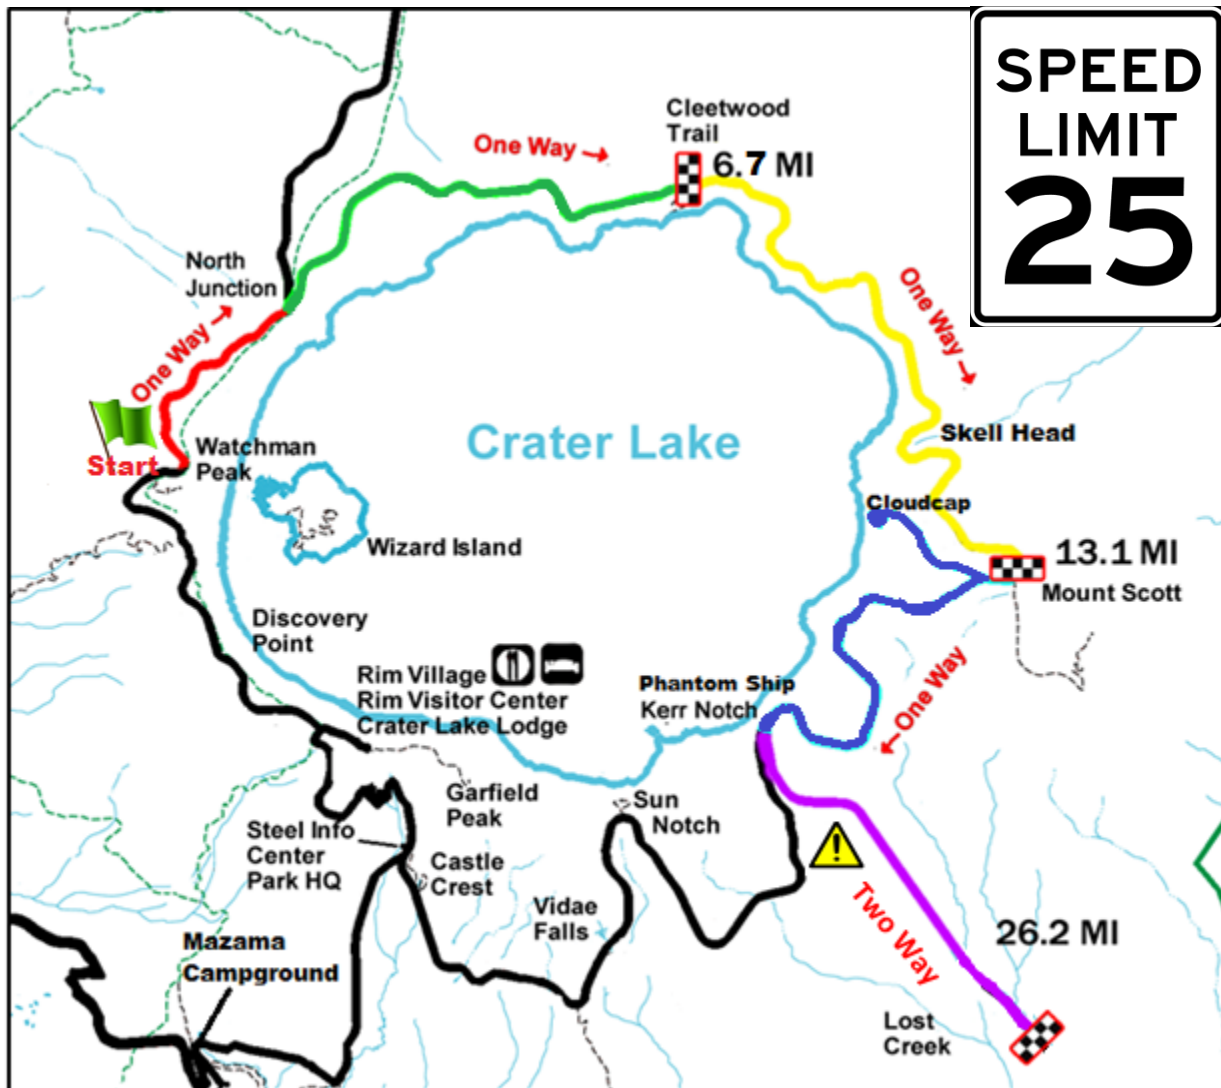 SPEED
LIMIT
25
Cleetwood
Trail
6.7 MI
One Way →
North
Junction
One Way →
One Way →
Start
Watchman
Peak
Crater Lake
Skell Head
Cloudcap
Wizard Island
13.1 MI
Mount Scott
Discovery
Point
Rim Village
Rim Visitor Center
Crater Lake Lodge
Phantom Ship
Kerr Notch
←One Way
Garfield
Peak
Sun
Notch
Steel Info
Center
Park HQ
Castle
Crest
!
Two Way
Vidae
Falls
26.2 MI
Mazama
Campground
Lost
Creek